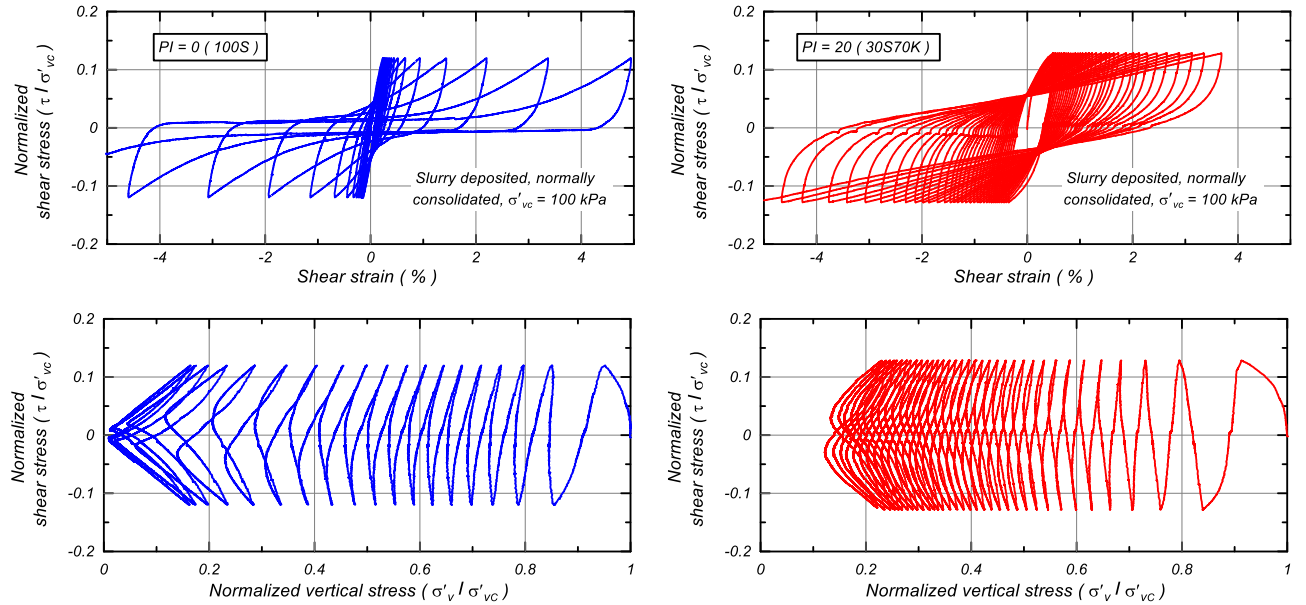 0.2
0.1
0
-0.1
-0.2
Normalized
shear stress ( τ / σ′vc )
PI = 0 ( 100S )
Slurry deposited, normally
consolidated, σ′vc = 100 kPa
-4
-2
0
2
4
Shear strain ( % )
0.2
0.1
0
-0.1
-0.2
Normalized
shear stress ( τ / σ′vc )
PI = 20 ( 30S70K )
Slurry deposited, normally
consolidated, σ′vc = 100 kPa
-4
-2
0
2
4
Shear strain ( % )
0.2
0.1
0
-0.1
-0.2
Normalized
shear stress ( τ / σ′vc )
0
0.2
0.4
0.6
0.8
1
Normalized vertical stress ( σ′v / σ′vc )
0.2
0.1
0
-0.1
-0.2
Normalized
shear stress ( τ / σ′vc )
0
0.2
0.4
0.6
0.8
1
Normalized vertical stress ( σ′v / σ′vc )